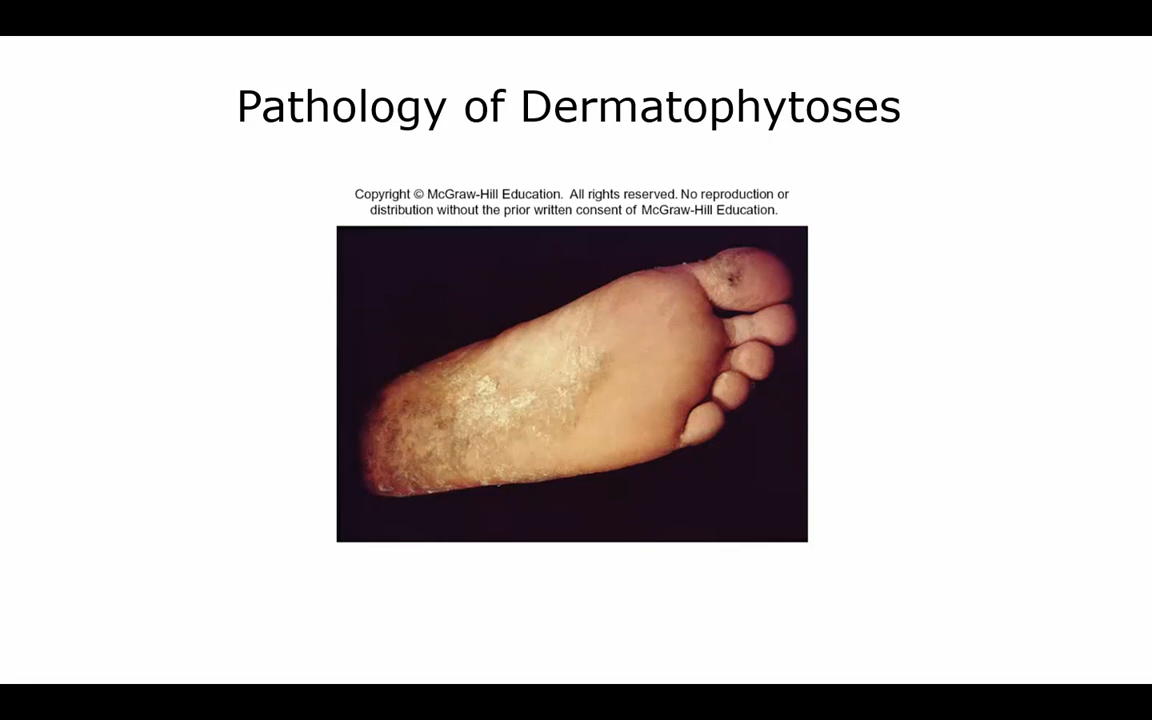 Pathology of Dermatophytoses
Copyright © McGraw-Hill Education. All rights reserved. No reproduction or
distribution without the prior written consent of McGraw-Hill Education.